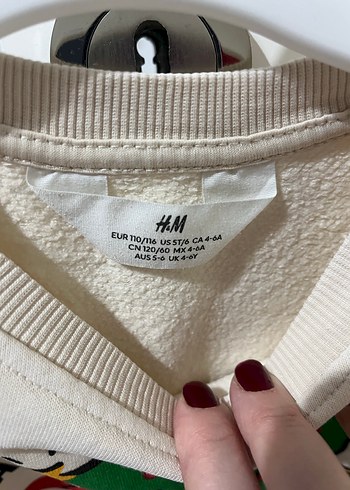 H&M
EUR 110/116 US 5T/6 CA 4-6A
CN 120/60 MX 4-6A
AUS 5-6 UK 4-6Y